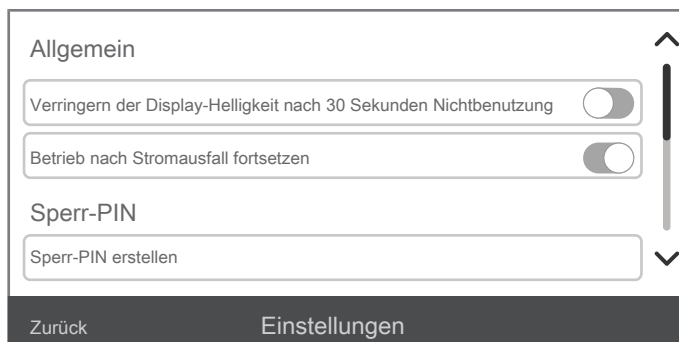 Allgemein
Verringern der Display-Helligkeit nach 30 Sekunden Nichtbenutzung
Betrieb nach Stromausfall fortsetzen
Sperr-PIN
Sperr-PIN erstellen
Zurück
Einstellungen